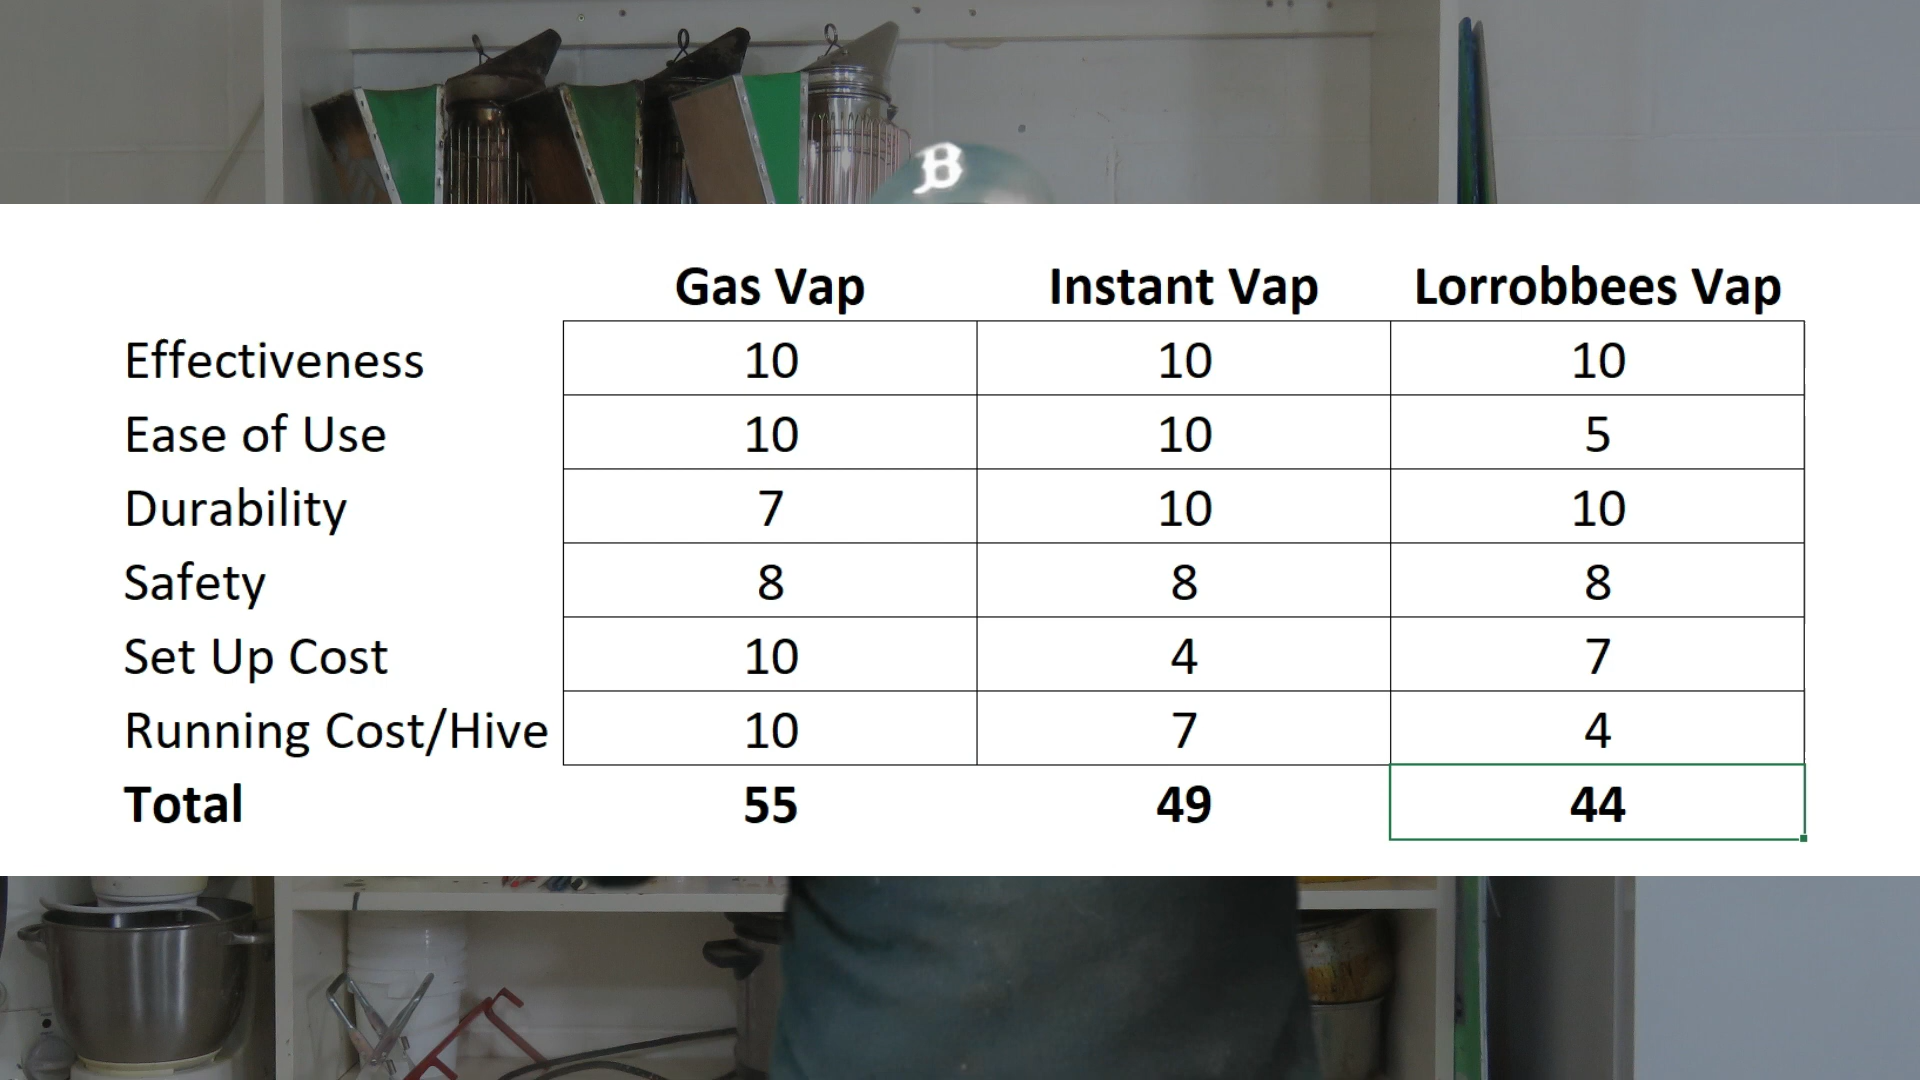 B
Gas Vap Instant Vap Lorrobbees Vap
Effectiveness 10 10 10
Ease of Use 10 10 5
Durability 7 10 10
Safety 8 8 8
Set Up Cost 10 4 7
Running Cost/Hive 10 7 4
Total 55 49 44